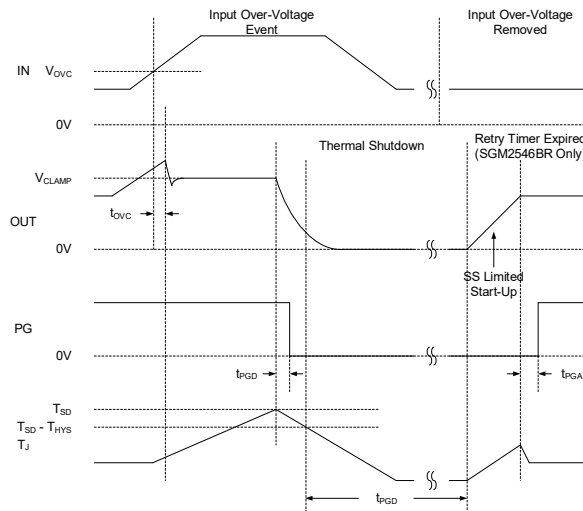 Input Over-Voltage
Event
Input Over-Voltage
Removed
IN VOVC
0V
Thermal Shutdown
Retry Timer Expired
(SGM2546BR Only)
VCLAMP
tOVC
OUT
0V
SS Limited
Start-Up
PG
0V
tPGD
tPGA
TSD
TSD - THYS
TJ
tPGD